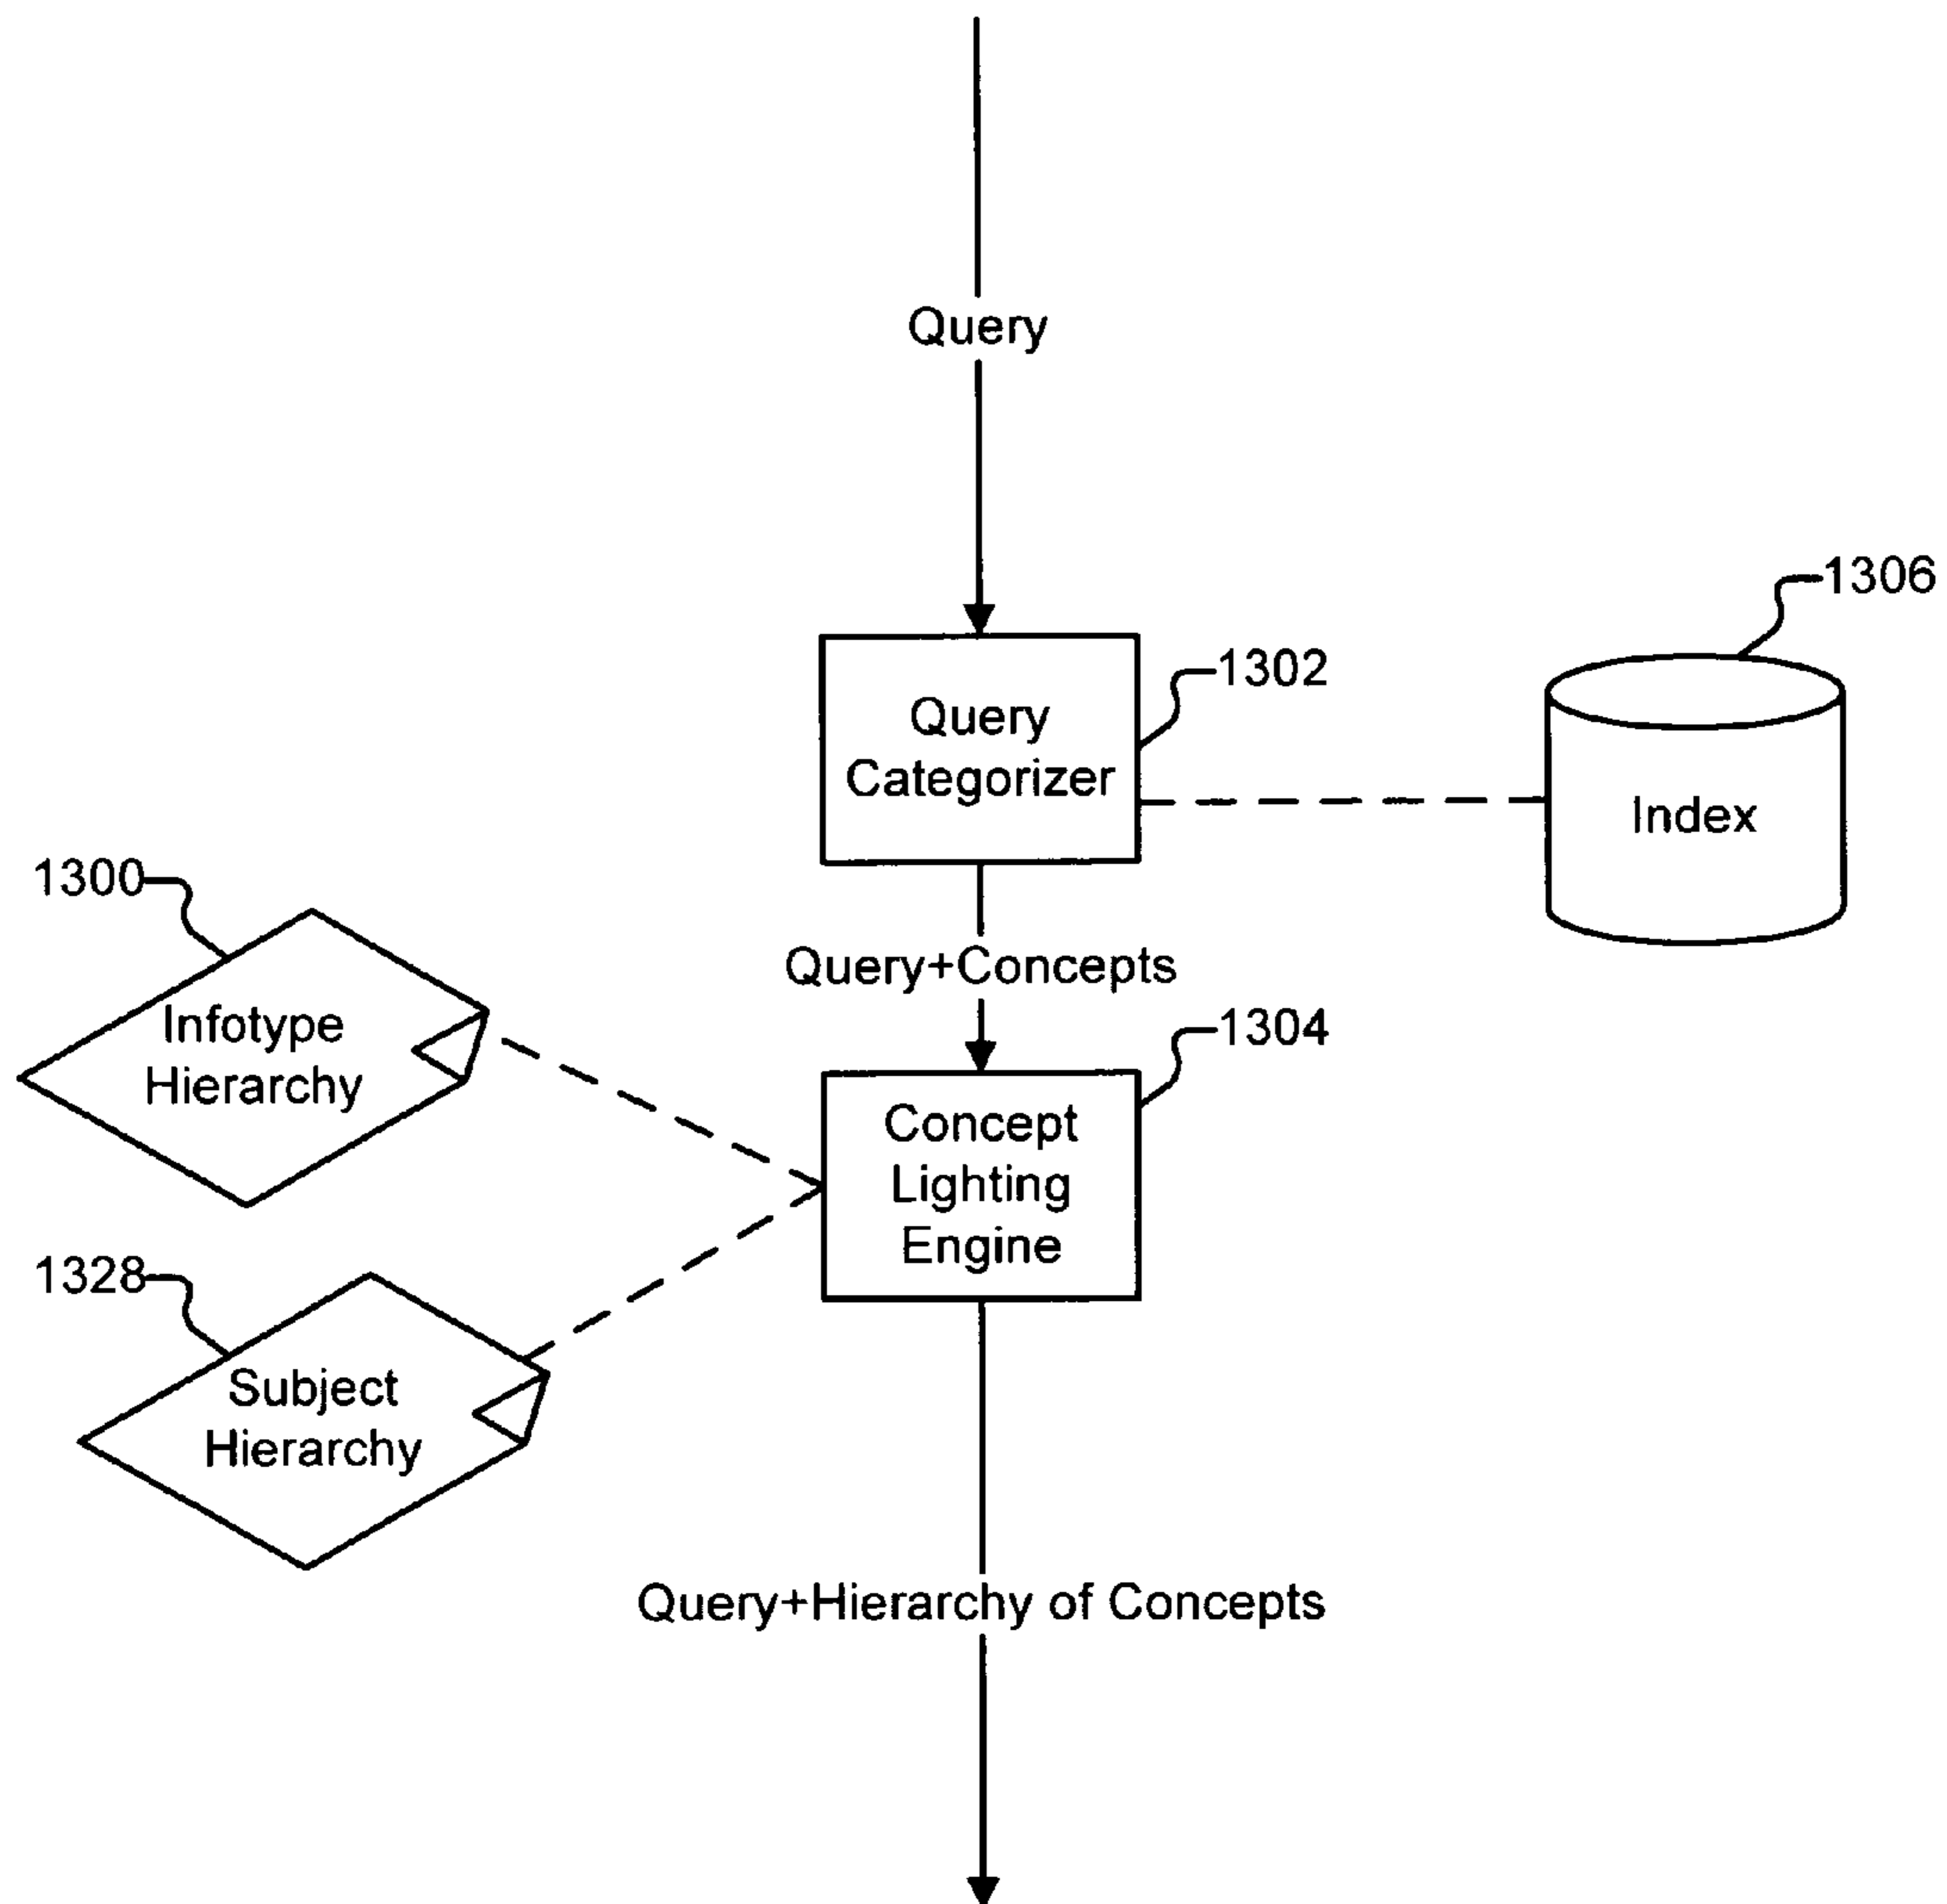 Query
1306
1302
Query
Categorizer
Index
1300
Query+Concepts
Infotype
Hierarchy
1304
Concept
Lighting
Engine
1328
Subject
Hierarchy
Query+Hierarchy of Concepts